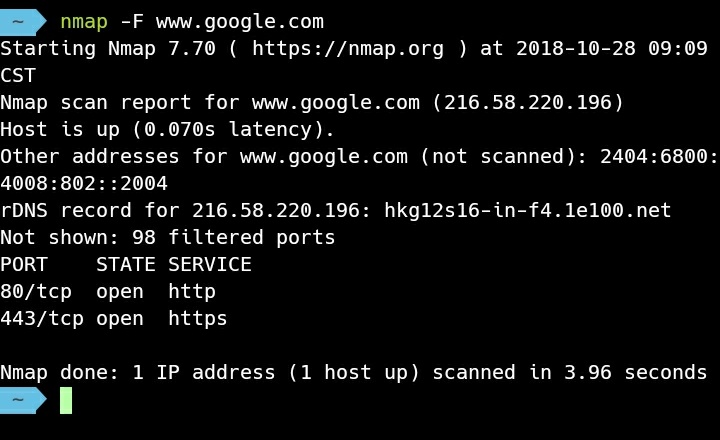 ~ nmap -F www.google.com
Starting Nmap 7.70 ( https://nmap.org ) at 2018-10-28 09:09
CST
Nmap scan report for www.google.com (216.58.220.196)
Host is up (0.070s latency).
Other addresses for www.google.com (not scanned): 2404:6800:
4008:802::2004
rDNS record for 216.58.220.196: hkg12s16-in-f4.1e100.net
Not shown: 98 filtered ports
PORT    STATE SERVICE
80/tcp  open  http
443/tcp open  https
Nmap done: 1 IP address (1 host up) scanned in 3.96 seconds
~